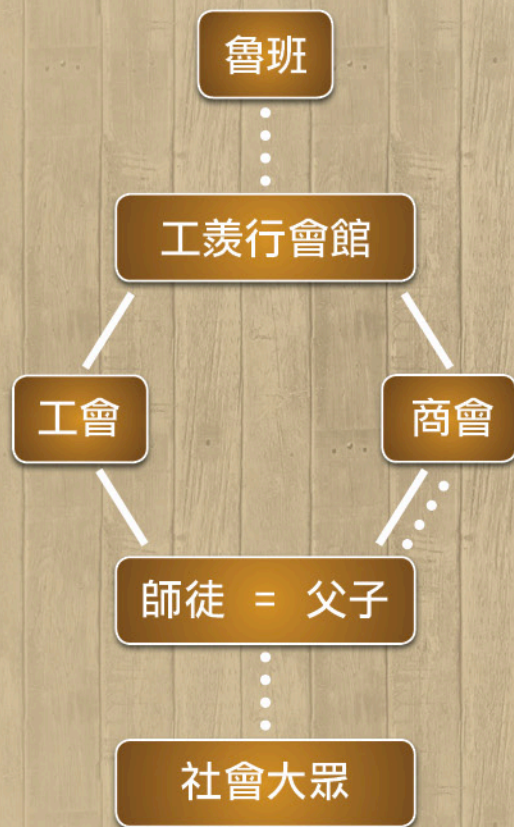 魯班
工羨行會館
工會
商會
師徒 = 父子
社會大眾